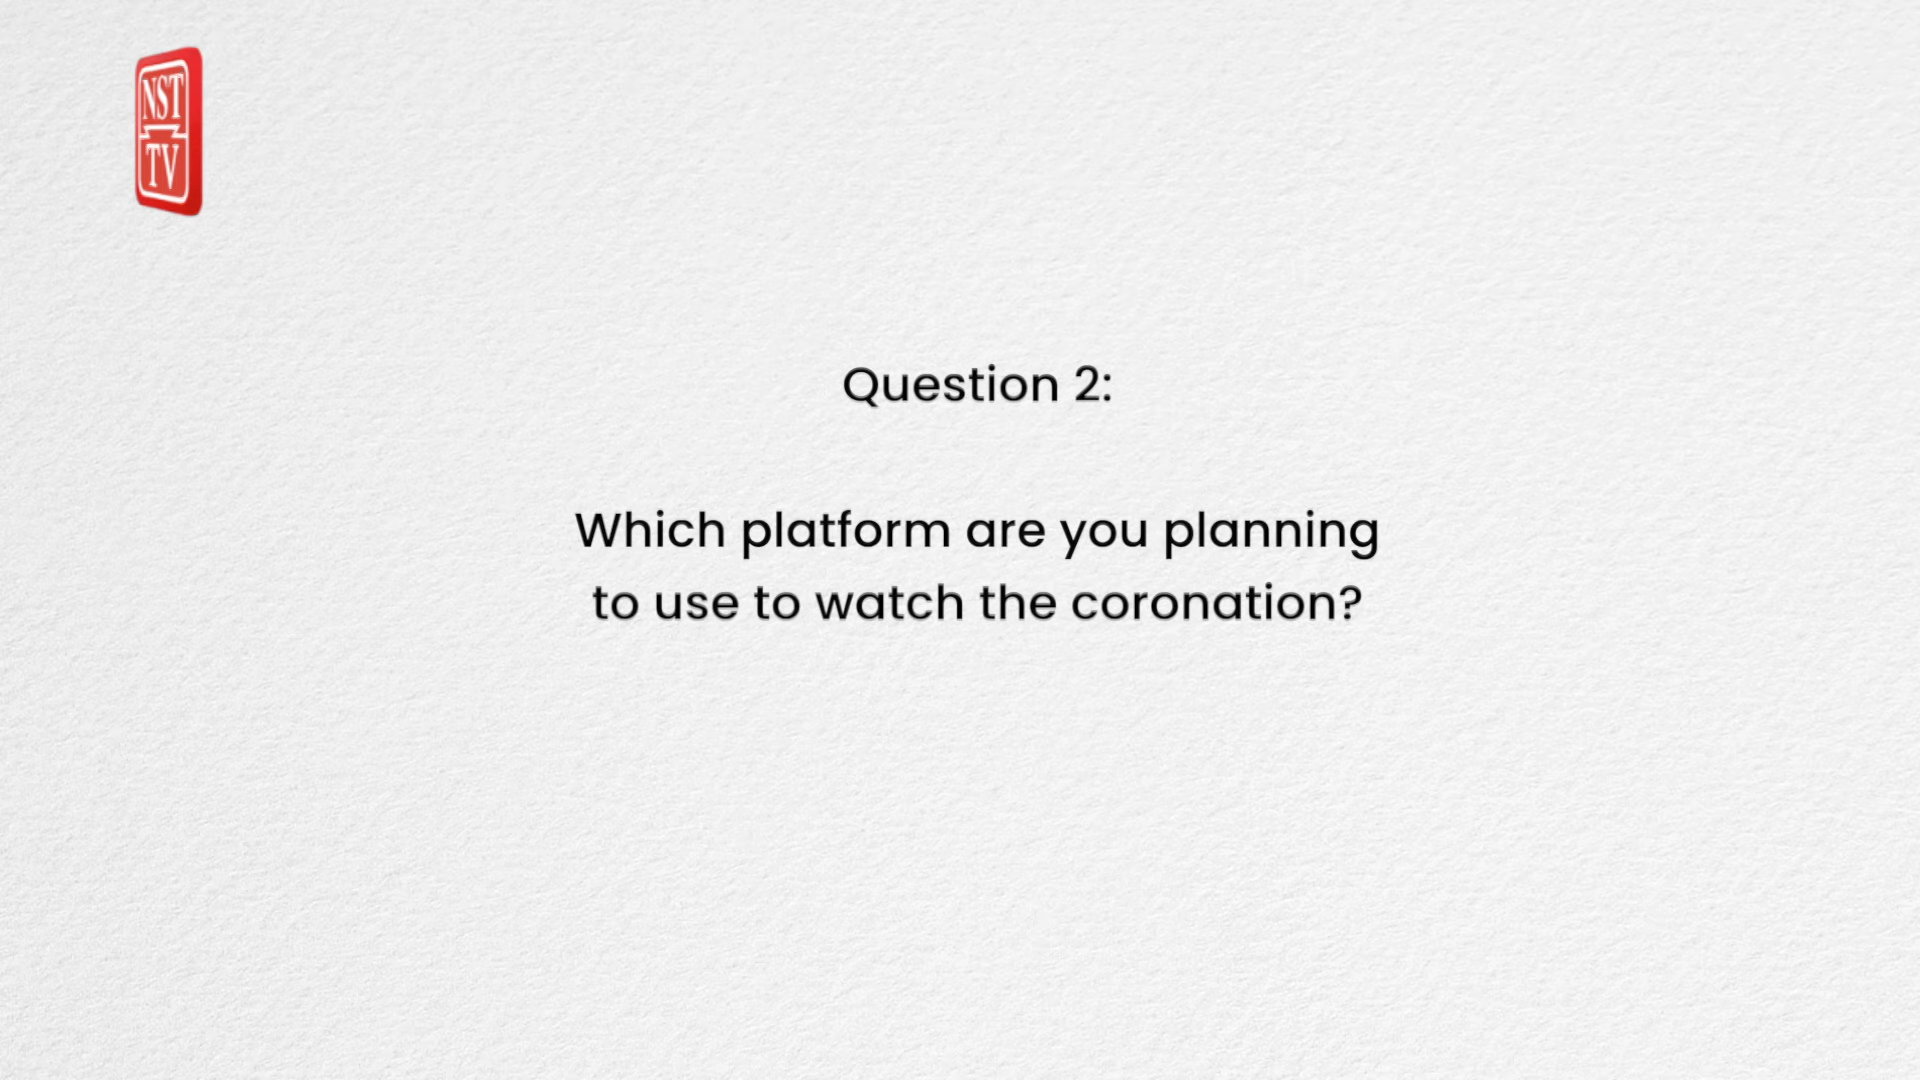 NST
TV
Question 2:
Which platform are you planning
to use to watch the coronation?